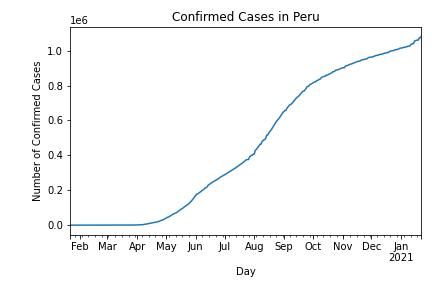 Confirmed Cases in Peru
1e6
1.0
0.8
0.6
0.4
0.2
0.0
Number of Confirmed Cases
Feb Mar Apr May Jun Jul Aug Sep Oct Nov Dec Jan
2021
Day